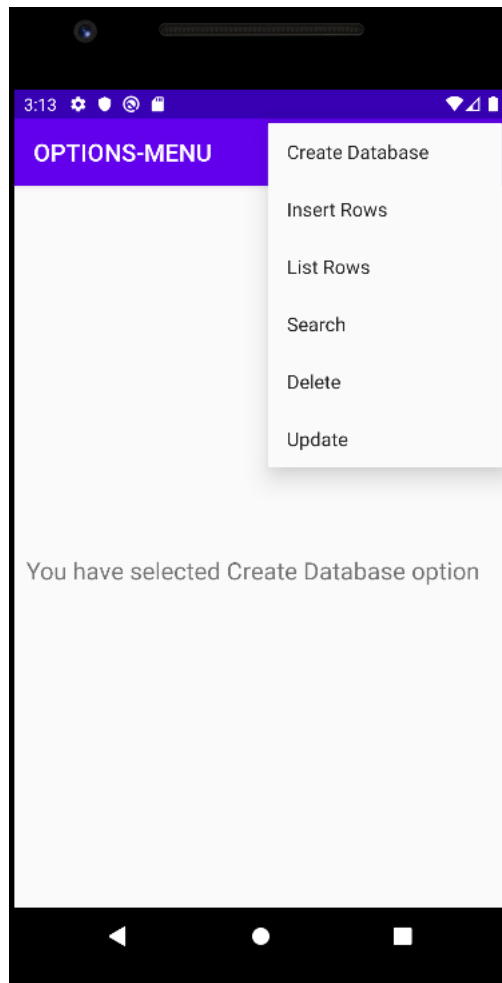 3:13
OPTIONS-MENU
Create Database
Insert Rows
List Rows
Search
Delete
Update
You have selected Create Database option